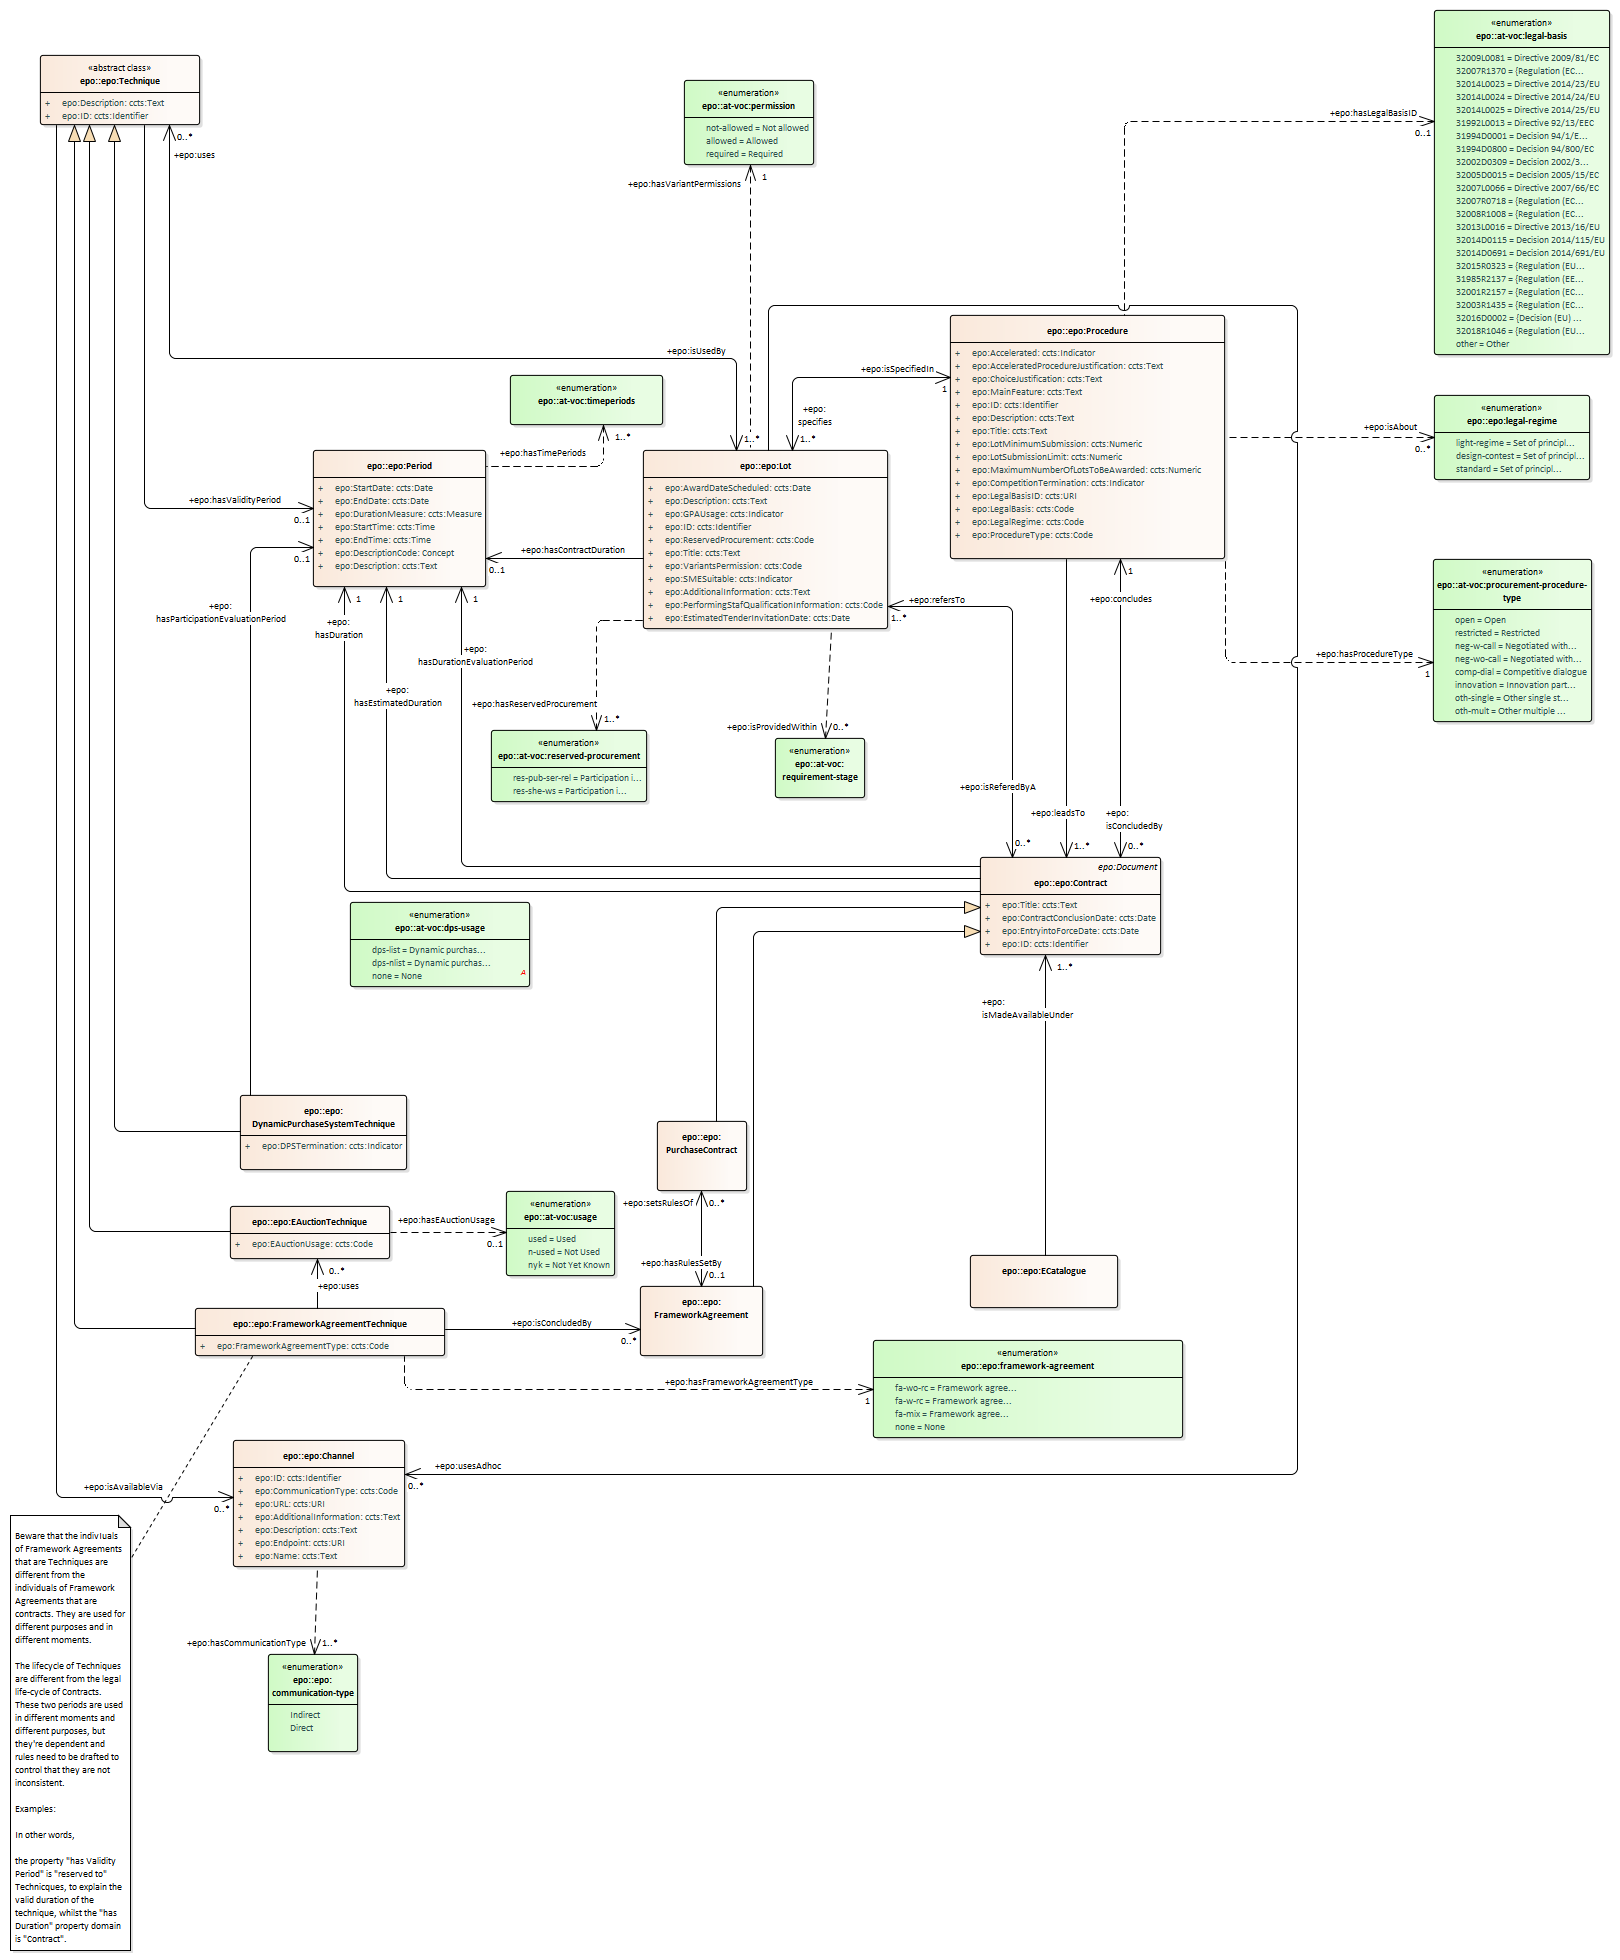 «abstract class»
epo::epo:Technique
+ epo:Description: ccts:Text
+ epo:ID: ccts:Identifier
0..*
+epo:uses
«enumeration»
epo::at-voc:permission
not-allowed = Not allowed
allowed = Allowed
required = Required
+epo:hasVariantPermissions
1
«enumeration»
epo::at-voc:legal-basis
32009L0081 = Directive 2009/81/EC
32007R1370 = {Regulation (EC...
32014L0023 = Directive 2014/23/EU
32014L0024 = Directive 2014/24/EU
32014L0025 = Directive 2014/25/EU
31992L0013 = Directive 92/13/EEC
31994D0001 = Decision 94/1/E...
31994D0800 = Decision 94/800/EC
32002D0309 = Decision 2002/3...
32005D0015 = Decision 2005/15/EC
32007L0066 = Directive 2007/66/EC
32007R0718 = {Regulation (EC...
32008R1008 = {Regulation (EC...
32013L0016 = Directive 2013/16/EU
32014D0115 = Decision 2014/115/EU
32014D0691 = Decision 2014/691/EU
32015R0323 = {Regulation (EU...
31985R2137 = {Regulation (EE...
32001R2157 = {Regulation (EC...
32003R1435 = {Regulation (EC...
32016D0002 = {Decision (EU) ...
32018R1046 = {Regulation (EU...
other = Other
+epo:hasLegalBasisID
0..1
+epo:isUsedBy
1..*
«enumeration»
epo::at-voc:timeperiods
1..*
+epo:hasTimePeriods
+epo:isSpecifiedIn
1
+epo:
specifies
1..*
epo::epo:Procedure
+ epo:Accelerated: ccts:Indicator
+ epo:AcceleratedProcedureJustification: ccts:Text
+ epo:ChoiceJustification: ccts:Text
+ epo:MainFeature: ccts:Text
+ epo:ID: ccts:Identifier
+ epo:Description: ccts:Text
+ epo:Title: ccts:Text
+ epo:LotMinimumSubmission: ccts:Numeric
+ epo:LotSubmissionLimit: ccts:Numeric
+ epo:MaximumNumberOfLotsToBeAwarded: ccts:Numeric
+ epo:CompetitionTermination: ccts:Indicator
+ epo:LegalBasisID: ccts:URI
+ epo:LegalBasis: ccts:Code
+ epo:LegalRegime: ccts:Code
+ epo:ProcedureType: ccts:Code
+epo:isAbout
0..*
«enumeration»
epo::epo:legal-regime
light-regime = Set of principl...
design-contest = Set of principl...
standard = Set of principl...
epo::epo:Period
+ epo:StartDate: ccts:Date
+ epo:EndDate: ccts:Date
+ epo:DurationMeasure: ccts:Measure
+ epo:StartTime: ccts:Time
+ epo:EndTime: ccts:Time
+ epo:DescriptionCode: Concept
+ epo:Description: ccts:Text
+epo:hasValidityPeriod
0..1
0..1
+epo:hasContractDuration
0..1
epo::epo:Lot
+ epo:AwardDateScheduled: ccts:Date
+ epo:Description: ccts:Text
+ epo:GPAUsage: ccts:Indicator
+ epo:ID: ccts:Identifier
+ epo:ReservedProcurement: ccts:Code
+ epo:Title: ccts:Text
+ epo:VariantsPermission: ccts:Code
+ epo:SMESuitable: ccts:Indicator
+ epo:AdditionalInformation: ccts:Text
+ epo:PerformingStafQualificationInformation: ccts:Code
+ epo:EstimatedTenderInvitationDate: ccts:Date
+epo:refersTo
1..*
+epo:concludes
1
«enumeration»
epo::at-voc:procurement-procedure-
type
open = Open
restricted = Restricted
neg-w-call = Negotiated with...
neg-wo-call = Negotiated with...
comp-dial = Competitive dialogue
innovation = Innovation part...
oth-single = Other single st...
oth-mult = Other multiple ...
+epo:hasProcedureType
1
+epo:
hasParticipationEvaluationPeriod
1
+epo:
hasDuration
1
+epo:
hasEstimatedDuration
1
+epo:
hasDurationEvaluationPeriod
+epo:hasReservedProcurement
1..*
«enumeration»
epo::at-voc:reserved-procurement
res-pub-ser-rel = Participation i...
res-she-ws = Participation i...
+epo:isProvidedWithin
0..*
«enumeration»
epo::at-voc:
requirement-stage
+epo:isReferedByA
0..*
+epo:leadsTo
1..*
+epo:
isConcludedBy
0..*
epo:Document
epo::epo:Contract
+ epo:Title: ccts:Text
+ epo:ContractConclusionDate: ccts:Date
+ epo:EntryintoForceDate: ccts:Date
+ epo:ID: ccts:Identifier
«enumeration»
epo::at-voc:dps-usage
dps-list = Dynamic purchas...
dps-nlist = Dynamic purchas...
none = None
A
1..*
+epo:
isMadeAvailableUnder
epo::epo:
DynamicPurchaseSystemTechnique
+ epo:DPSTermination: ccts:Indicator
epo::epo:
PurchaseContract
+epo:setsRulesOf
0..*
+epo:hasRulesSetBy
0..1
epo::epo:EAuctionTechnique
+ epo:EAuctionUsage: ccts:Code
+epo:hasEAuctionUsage
0..1
«enumeration»
epo::at-voc:usage
used = Used
n-used = Not Used
nyk = Not Yet Known
0..*
+epo:uses
epo::epo:ECatalogue
epo::epo:FrameworkAgreementTechnique
+ epo:FrameworkAgreementType: ccts:Code
+epo:isConcludedBy
0..*
epo::epo:
FrameworkAgreement
+epo:hasFrameworkAgreementType
1
«enumeration»
epo::epo:framework-agreement
fa-wo-rc = Framework agree...
fa-w-rc = Framework agree...
fa-mix = Framework agree...
none = None
epo::epo:Channel
+ epo:ID: ccts:Identifier
+ epo:CommunicationType: ccts:Code
+ epo:URL: ccts:URI
+ epo:AdditionalInformation: ccts:Text
+ epo:Description: ccts:Text
+ epo:Endpoint: ccts:URI
+ epo:Name: ccts:Text
+epo:usesAdhoc
0..*
+epo:isAvailableVia
0..*
Beware that the indivIuals
of Framework Agreements
that are Techniques are
different from the
individuals of Framework
Agreements that are
contracts. They are used for
different purposes and in
different moments.
The lifecycle of Techniques
are different from the legal
life-cycle of Contracts.
These two periods are used
in different moments and
different purposes, but
they're dependent and
rules need to be drafted to
control that they are not
inconsistent.
Examples:
In other words,
the property "has Validity
Period" is "reserved to"
Technicques, to explain the
valid duration of the
technique, whilst the "has
Duration" property domain
is "Contract".
+epo:hasCommunicationType
1..*
«enumeration»
epo::epo:
communication-type
Indirect
Direct